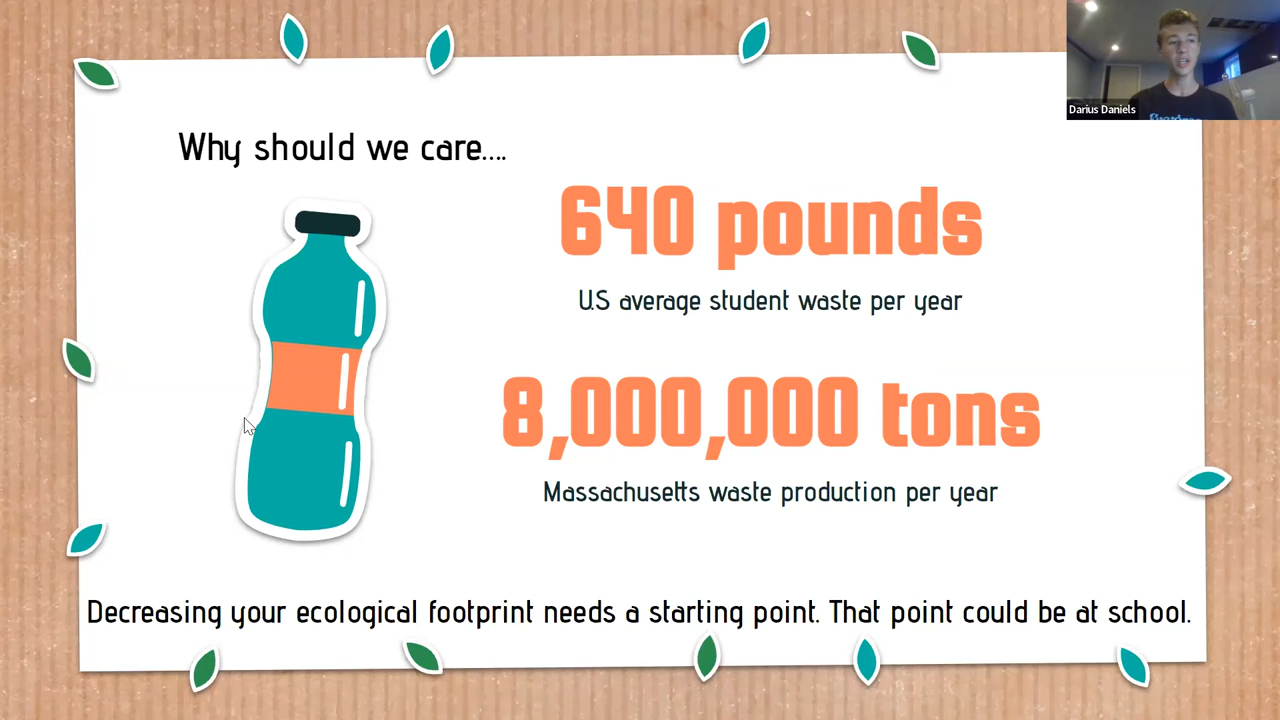 Darius Daniels
Why should we care....
640 pounds
U.S average student waste per year
8,000,000 tons
Massachusetts waste production per year
Decreasing your ecological footprint needs a starting point. That point could be at school.